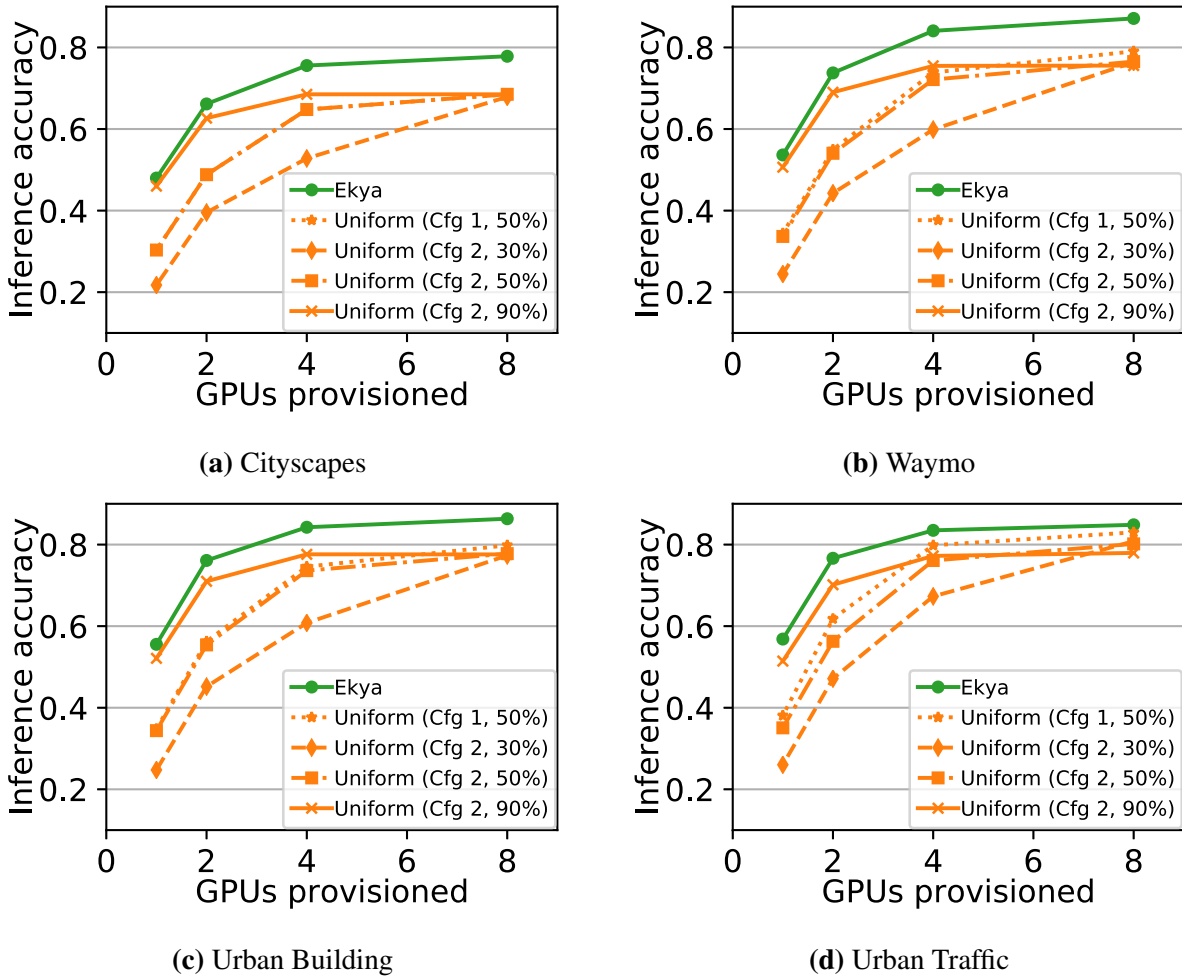 Inference accuracy
0.8
0.6
0.4
0.2
Ekya
Uniform (Cfg 1, 50%)
Uniform (Cfg 2, 30%)
Uniform (Cfg 2, 50%)
Uniform (Cfg 2, 90%)
0 2 4 6 8
GPUs provisioned
(a) Cityscapes
Inference accuracy
0.8
0.6
0.4
0.2
Ekya
Uniform (Cfg 1, 50%)
Uniform (Cfg 2, 30%)
Uniform (Cfg 2, 50%)
Uniform (Cfg 2, 90%)
0 2 4 6 8
GPUs provisioned
(b) Waymo
Inference accuracy
0.8
0.6
0.4
0.2
Ekya
Uniform (Cfg 1, 50%)
Uniform (Cfg 2, 30%)
Uniform (Cfg 2, 50%)
Uniform (Cfg 2, 90%)
0 2 4 6 8
GPUs provisioned
(c) Urban Building
Inference accuracy
0.8
0.6
0.4
0.2
Ekya
Uniform (Cfg 1, 50%)
Uniform (Cfg 2, 30%)
Uniform (Cfg 2, 50%)
Uniform (Cfg 2, 90%)
0 2 4 6 8
GPUs provisioned
(d) Urban Traffic